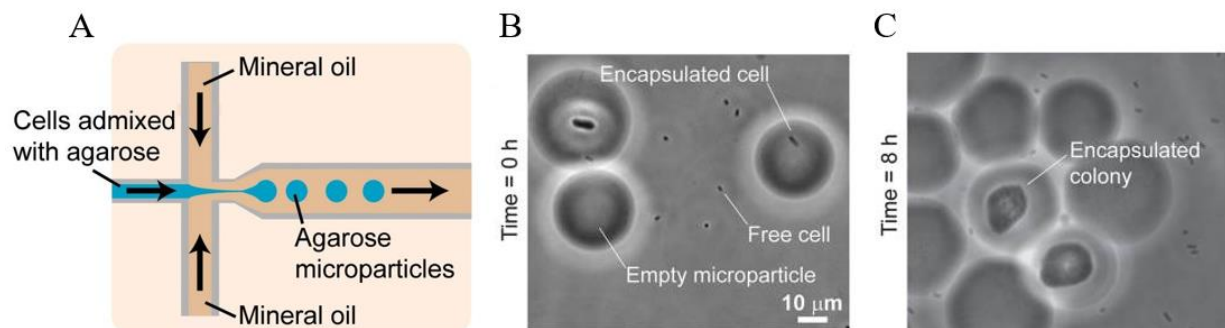 A
Mineral oil
Cells admixed
with agarose
Agarose
microparticles
Mineral oil
B
Time = 0 h
Encapsulated cell
Free cell
Empty microparticle
10 μm
C
Time = 8 h
Encapsulated
colony